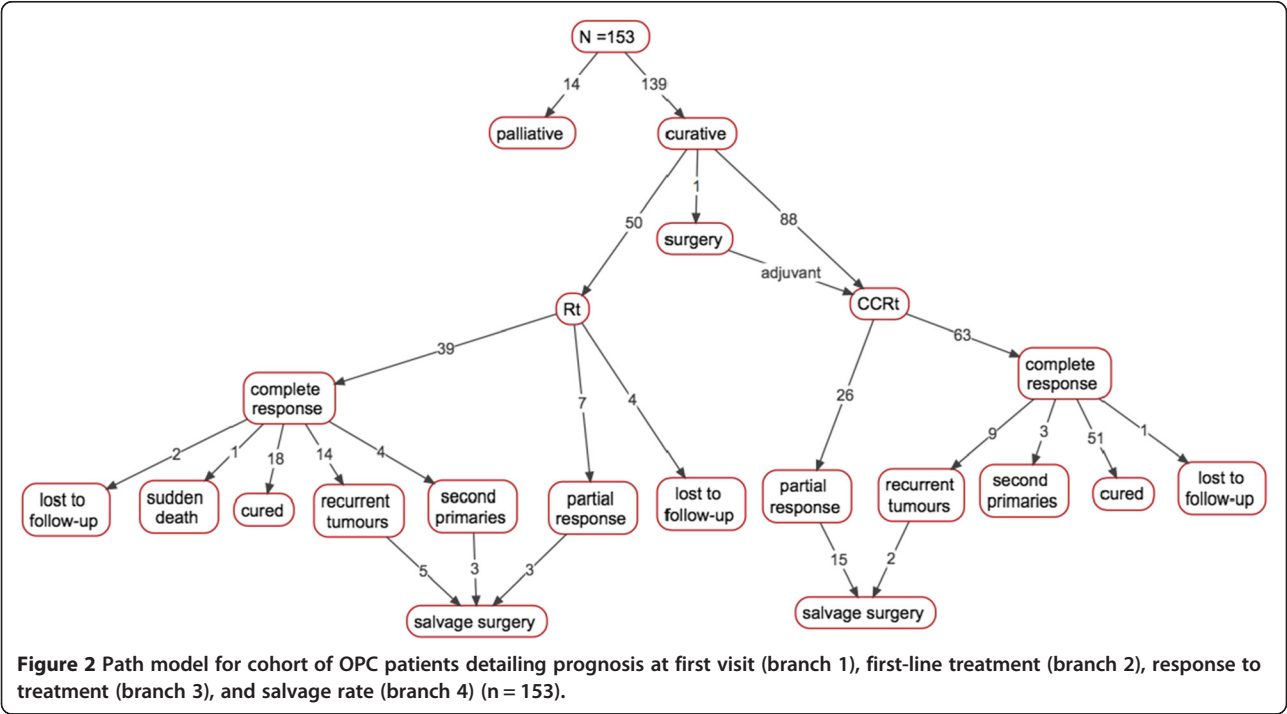 N =153
14
139
palliative
curative
1
50
88
surgery
adjuvant
Rt
CCRt
39
63
complete
response
complete
response
7
4
26
2
1
18
14
4
9
3
51
1
lost to
follow-up
sudden
death
cured
recurrent
tumours
second
primaries
partial
response
lost to
follow-up
partial
response
recurrent
tumours
second
primaries
cured
lost to
follow-up
5
3
3
15
2
salvage surgery
salvage surgery
Figure 2 Path model for cohort of OPC patients detailing prognosis at first visit (branch 1), first-line treatment (branch 2), response to
treatment (branch 3), and salvage rate (branch 4) (n = 153).